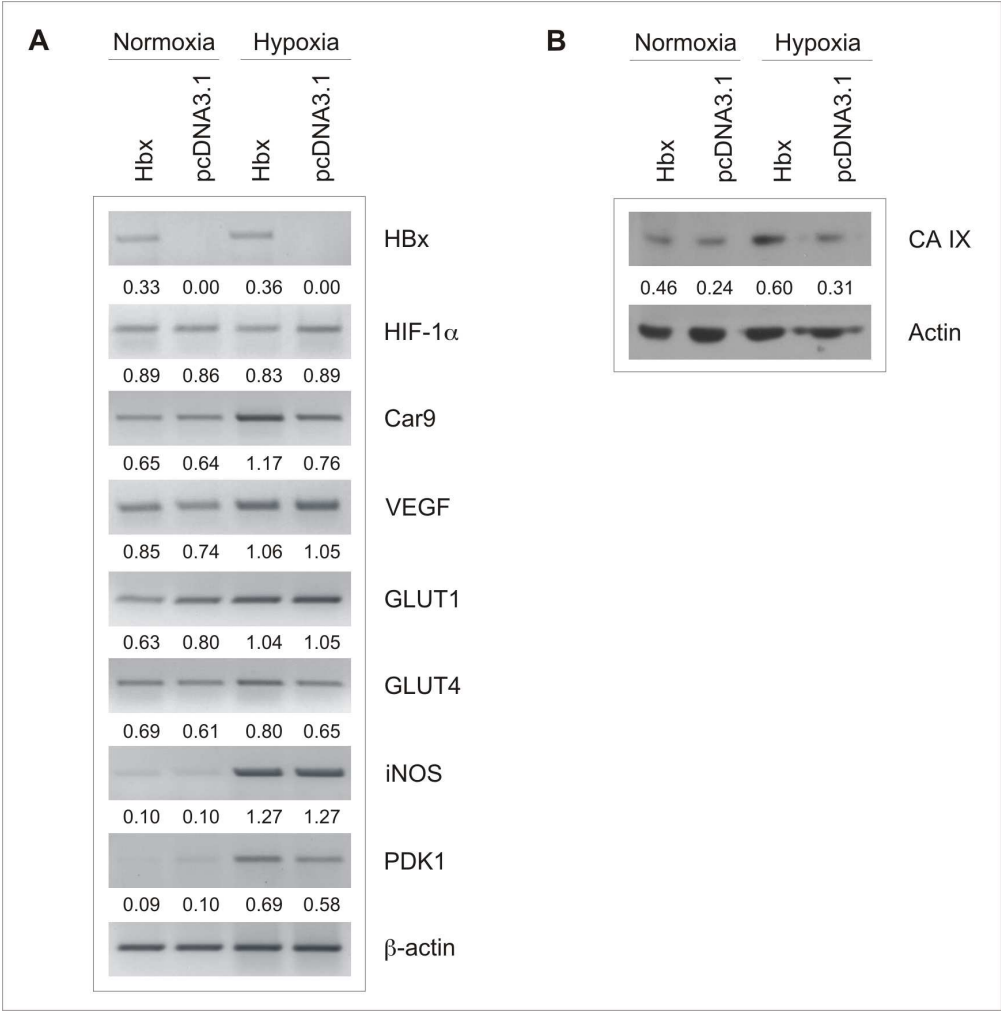 A
Normoxia Hypoxia
Hbx pcDNA3.1 Hbx pcDNA3.1
HBx
0.33 0.00 0.36 0.00
HIF-1α
0.89 0.86 0.83 0.89
Car9
0.65 0.64 1.17 0.76
VEGF
0.85 0.74 1.06 1.05
GLUT1
0.63 0.80 1.04 1.05
GLUT4
0.69 0.61 0.80 0.65
iNOS
0.10 0.10 1.27 1.27
PDK1
0.09 0.10 0.69 0.58
β-actin
B
Normoxia Hypoxia
Hbx pcDNA3.1 Hbx pcDNA3.1
CA IX
0.46 0.24 0.60 0.31
Actin